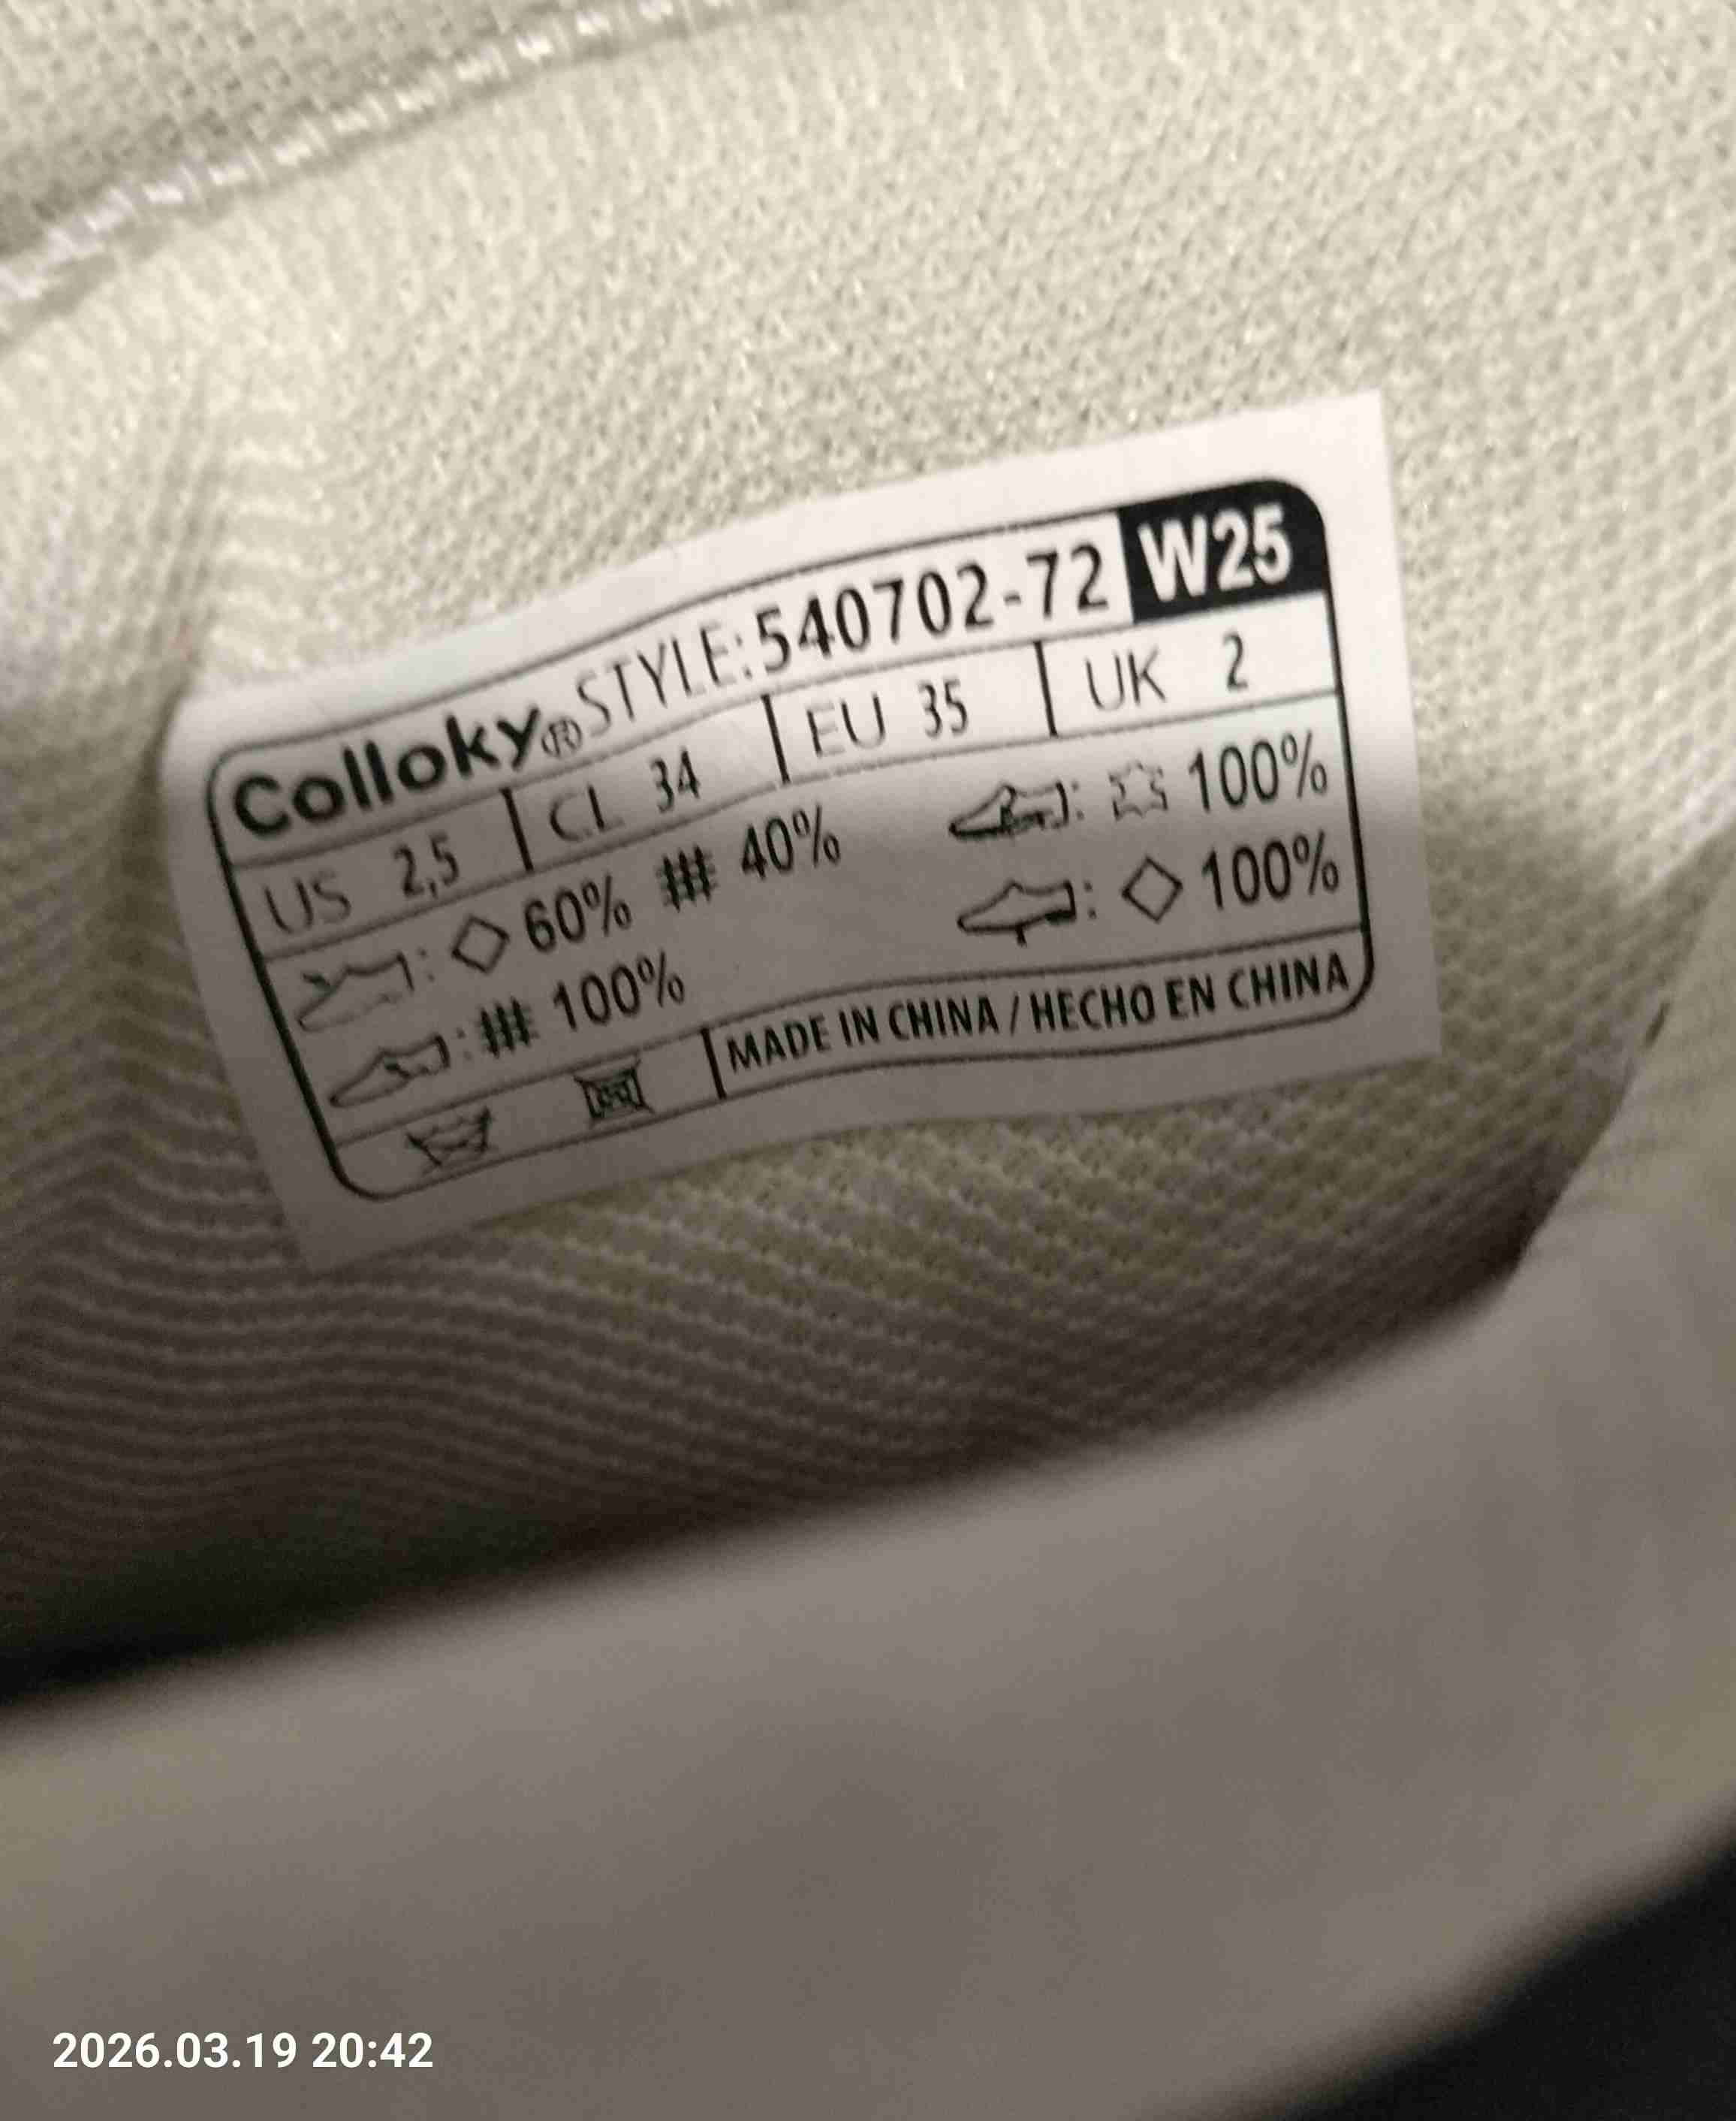 Colloky® STYLE: 540702-72 W25
US 2,5 CL 34 EU 35 UK 2
: 60% 40% : 100%
: 100% : 100%
MADE IN CHINA / HECHO EN CHINA
2026.03.19 20:42